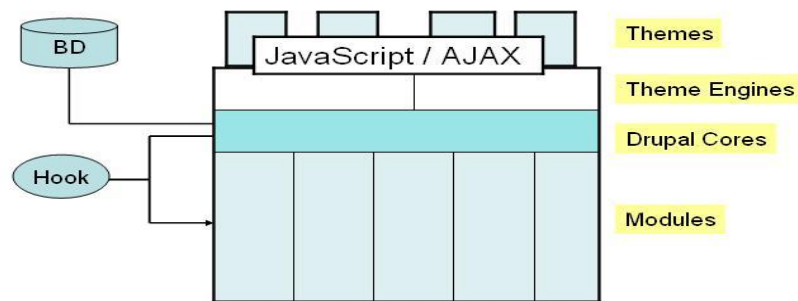 BD
Themes
JavaScript / AJAX
Theme Engines
Drupal Cores
Hook
Modules